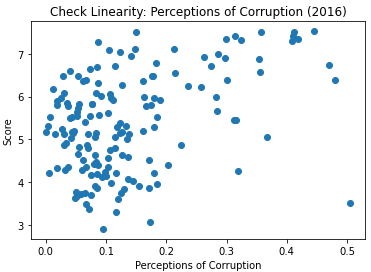 Check Linearity: Perceptions of Corruption (2016)
7
6
5
4
3
Score
0.0 0.1 0.2 0.3 0.4 0.5
Perceptions of Corruption